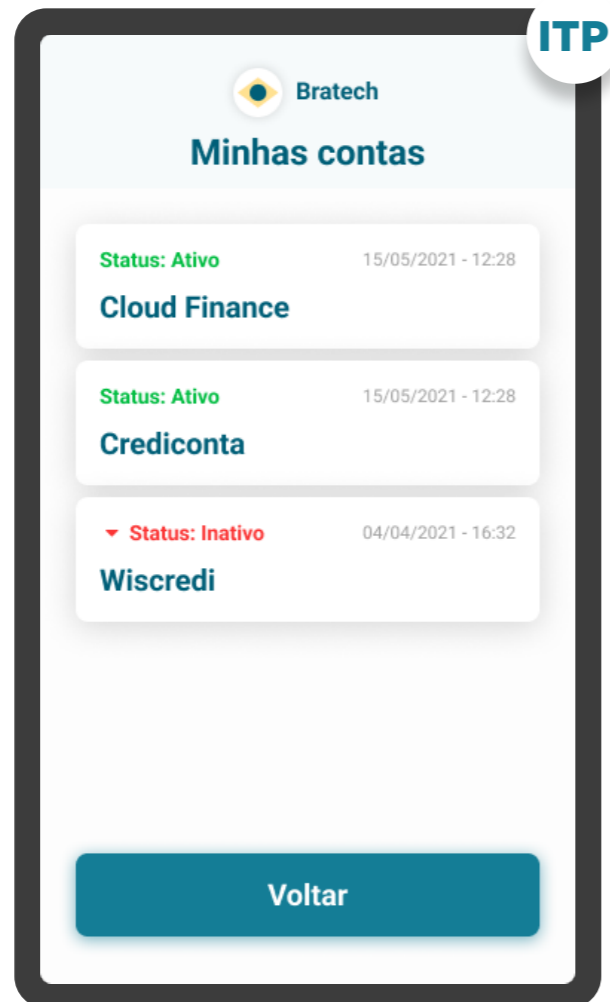 ITP
Bratech
Minhas contas
Status: Ativo 15/05/2021 - 12:28
Cloud Finance
Status: Ativo 15/05/2021 - 12:28
Crediconta
Status: Inativo 04/04/2021 - 16:32
Wiscredi
Voltar